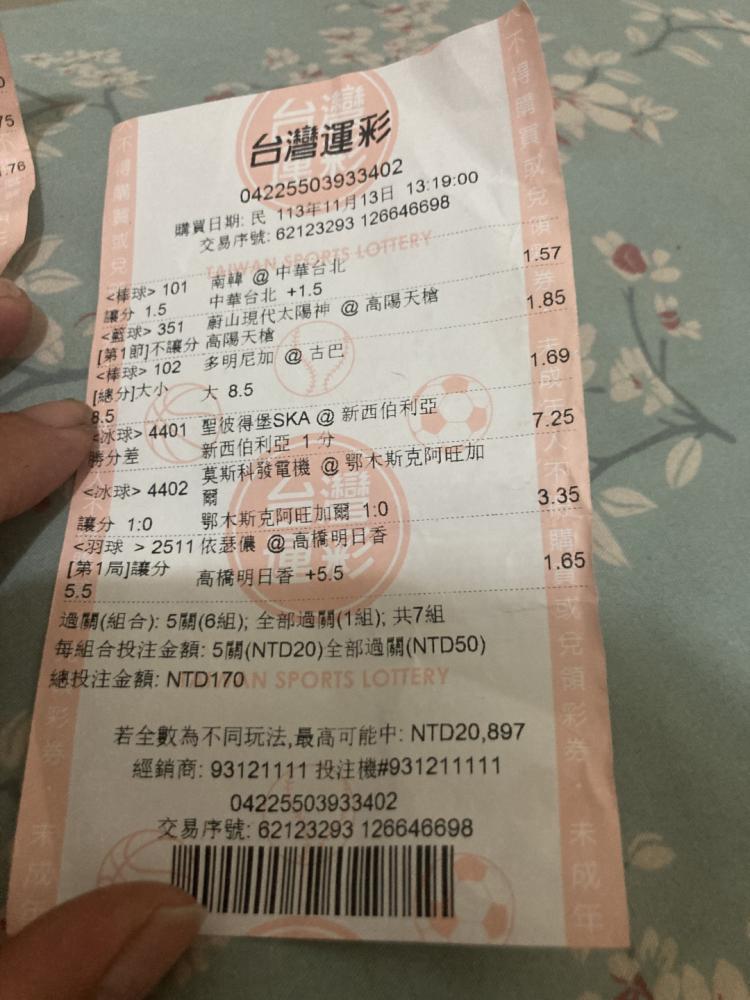 台灣運彩
04225503933402
購買日期: 民 113年11月13日 13:19:00
交易序號: 62123293 126646698
TAIWAN SPORTS LOTTERY
<棒球> 101 南韓 @ 中華台北 1.57
讓分 1.5 中華台北 +1.5
<籃球> 351 蔚山現代太陽神 @ 高陽天槍 1.85
[第1節]不讓分 高陽天槍
<棒球> 102 多明尼加 @ 古巴 1.69
[總分]大小 大 8.5
8.5
<冰球> 4401 聖彼得堡SKA @ 新西伯利亞 7.25
勝分差 新西伯利亞 1 分
<冰球> 4402 莫斯科發電機 @ 鄂木斯克阿旺加
爾 3.35
讓分 1:0 鄂木斯克阿旺加爾 1:0
<羽球 > 2511 依瑟儂 @ 高橋明日香 1.65
[第1局]讓分 高橋明日香 +5.5
5.5
過關(組合): 5關(6組); 全部過關(1組); 共7組
每組合投注金額: 5關(NTD20)全部過關(NTD50)
總投注金額: NTD170
TAIWAN SPORTS LOTTERY
若全數為不同玩法,最高可能中: NTD20,897
經銷商: 93121111 投注機#931211111
04225503933402
交易序號: 62123293 126646698